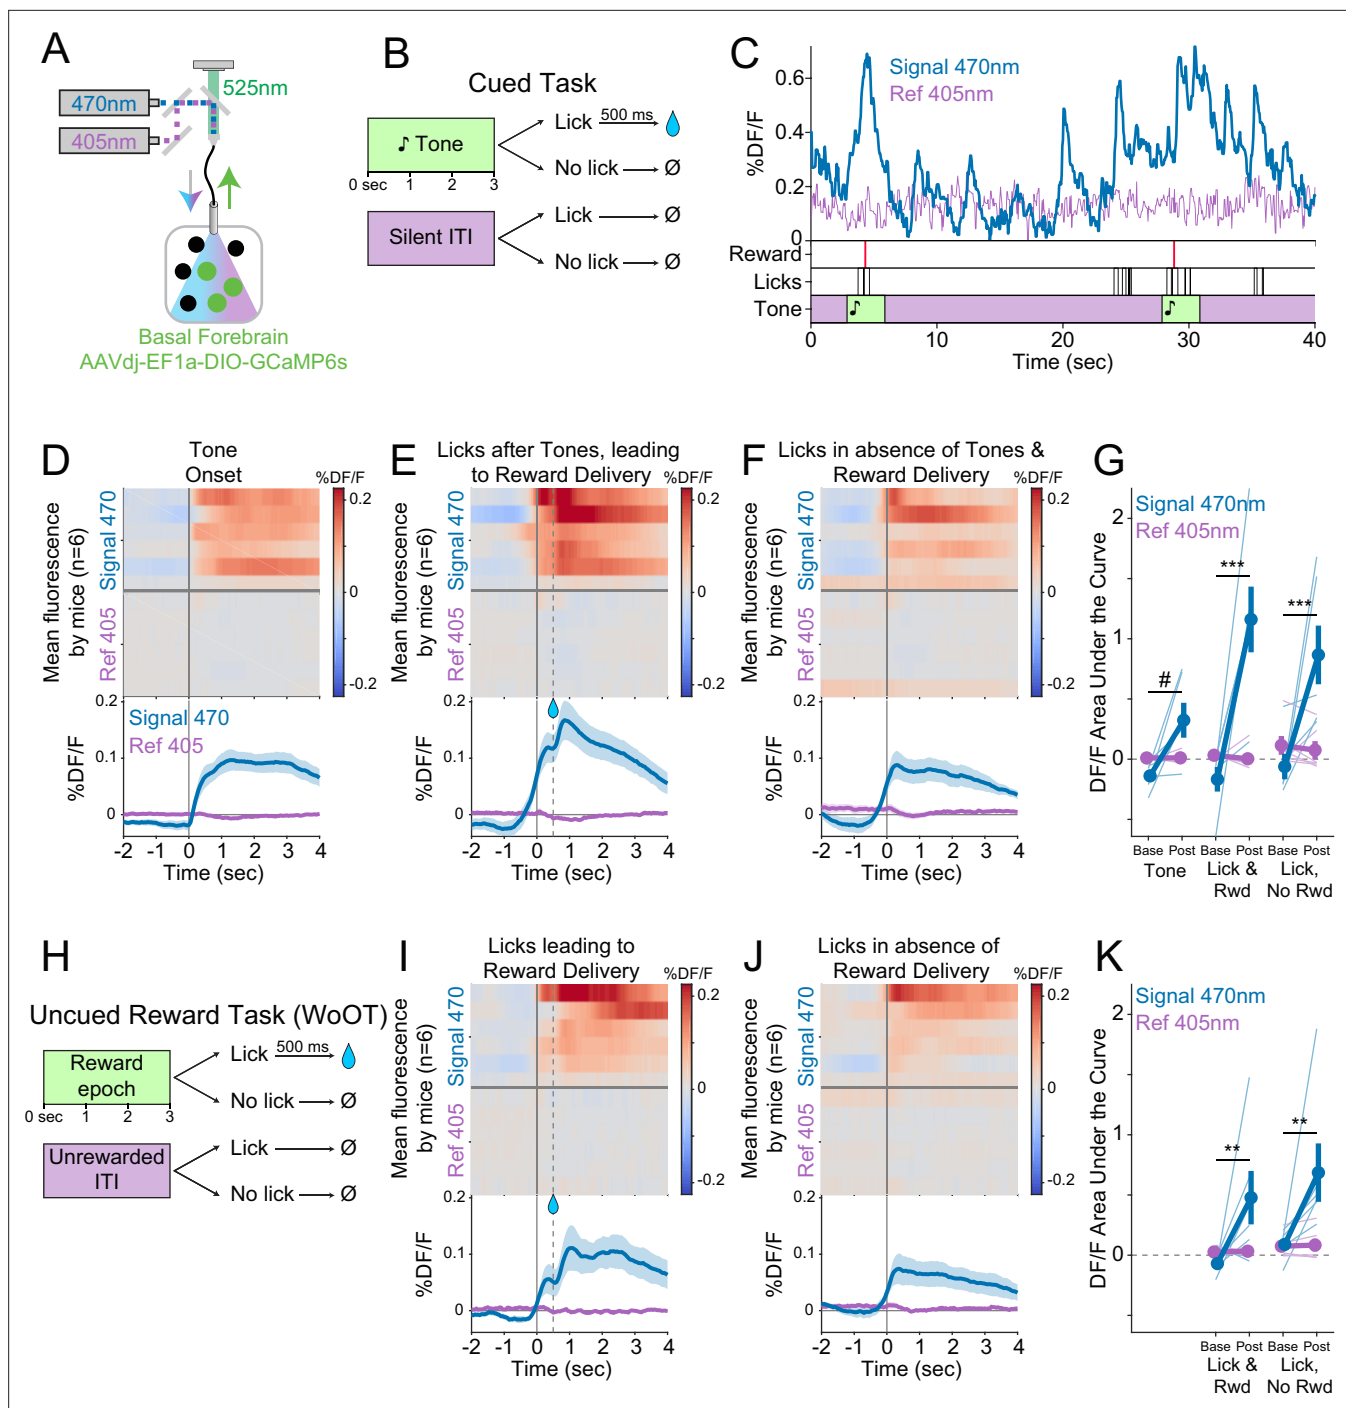 A
470nm
405nm
525nm
Basal Forebrain
AAVdj-EF1a-DIO-GCaMP6s
B
Cued Task
♪ Tone
0 sec 1 2 3
Lick 500 ms
No lick Ø
Silent ITI
Lick Ø
No lick Ø
C
Signal 470nm
Ref 405nm
%DF/F
0.6
0.4
0.2
0
Reward
Licks
Tone
♪ ♪
0 10 20 30 40
Time (sec)
D
Tone
Onset
%DF/F
Mean fluorescence
by mice (n=6)
Signal 470
Ref 405
0.2
0
-0.2
Signal 470
Ref 405
%DF/F
0.2
0.1
0
-2 -1 0 1 2 3 4
Time (sec)
E
Licks after Tones, leading
to Reward Delivery
%DF/F
Mean fluorescence
by mice (n=6)
Signal 470
Ref 405
0.2
0
-0.2
%DF/F
0.2
0.1
0
-2 -1 0 1 2 3 4
Time (sec)
F
Licks in absence of Tones &
Reward Delivery
%DF/F
Mean fluorescence
by mice (n=6)
Signal 470
Ref 405
0.2
0
-0.2
%DF/F
0.2
0.1
0
-2 -1 0 1 2 3 4
Time (sec)
G
Signal 470nm
Ref 405nm
DF/F Area Under the Curve
2
1
0
#
***
***
Base Post Base Post Base Post
Tone
Lick &
Rwd
Lick,
No Rwd
H
Uncued Reward Task (WoOT)
Reward
epoch
0 sec 1 2 3
Lick 500 ms
No lick Ø
Unrewarded
ITI
Lick Ø
No lick Ø
I
Licks leading to
Reward Delivery
%DF/F
Mean fluorescence
by mice (n=6)
Signal 470
Ref 405
0.2
0
-0.2
%DF/F
0.2
0.1
0
-2 -1 0 1 2 3 4
Time (sec)
J
Licks in absence of
Reward Delivery
%DF/F
Mean fluorescence
by mice (n=6)
Signal 470
Ref 405
0.2
0
-0.2
%DF/F
0.2
0.1
0
-2 -1 0 1 2 3 4
Time (sec)
K
Signal 470nm
Ref 405nm
DF/F Area Under the Curve
2
1
0
**
**
Base Post Base Post
Lick &
Rwd
Lick,
No Rwd